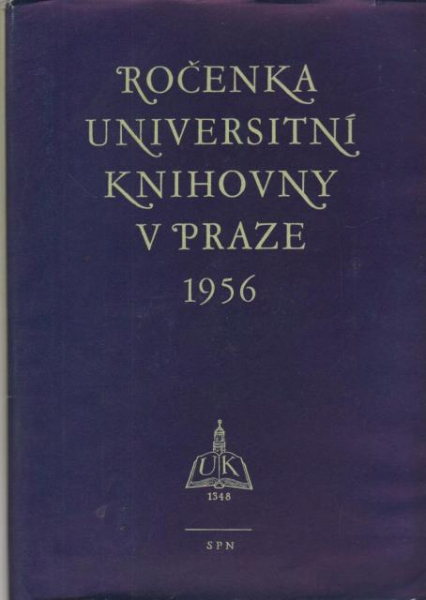 ROČENKA
UNIVERSITNÍ
KNIHOVNY
V PRAZE
1956
UK
1348
SPN